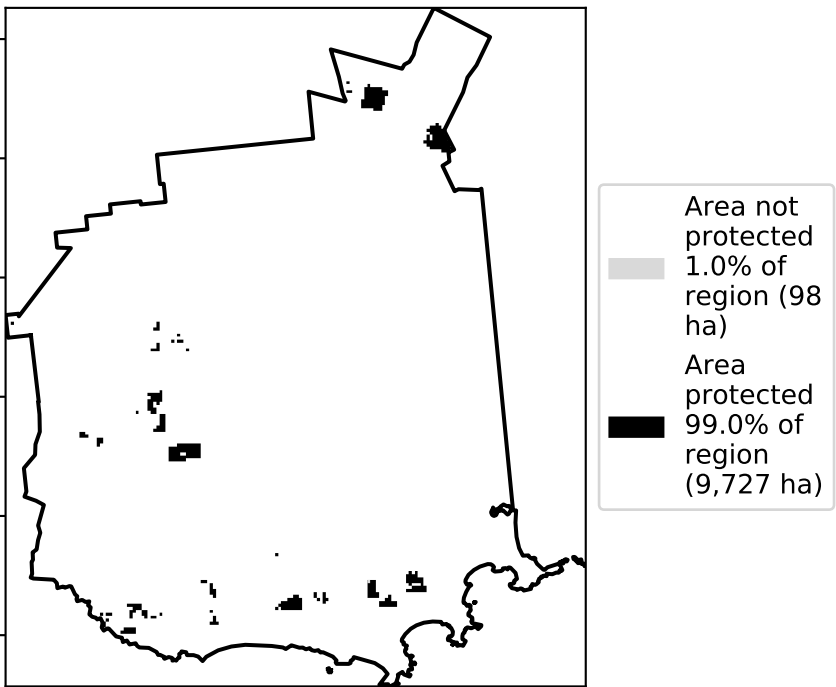 Area not
protected
1.0% of
region (98
ha)
Area
protected
99.0% of
region
(9,727 ha)